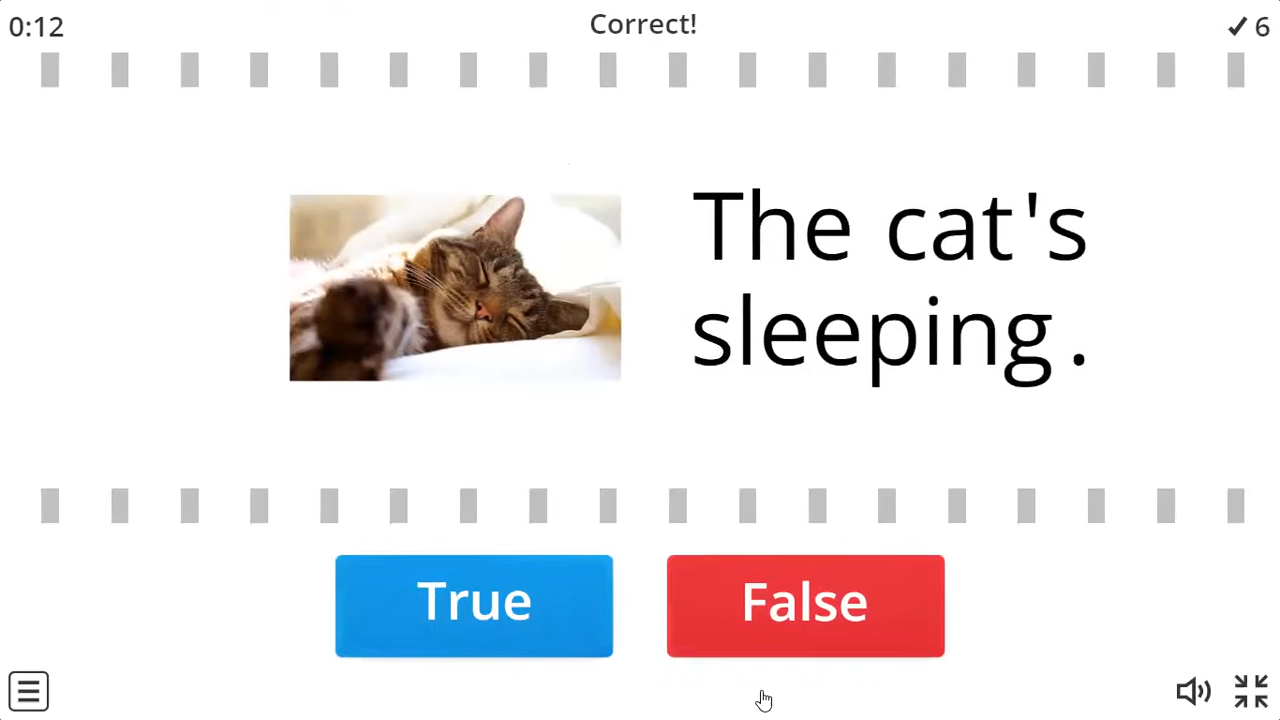 0:12
Correct!
✓ 6
The cat's
sleeping.
True
False